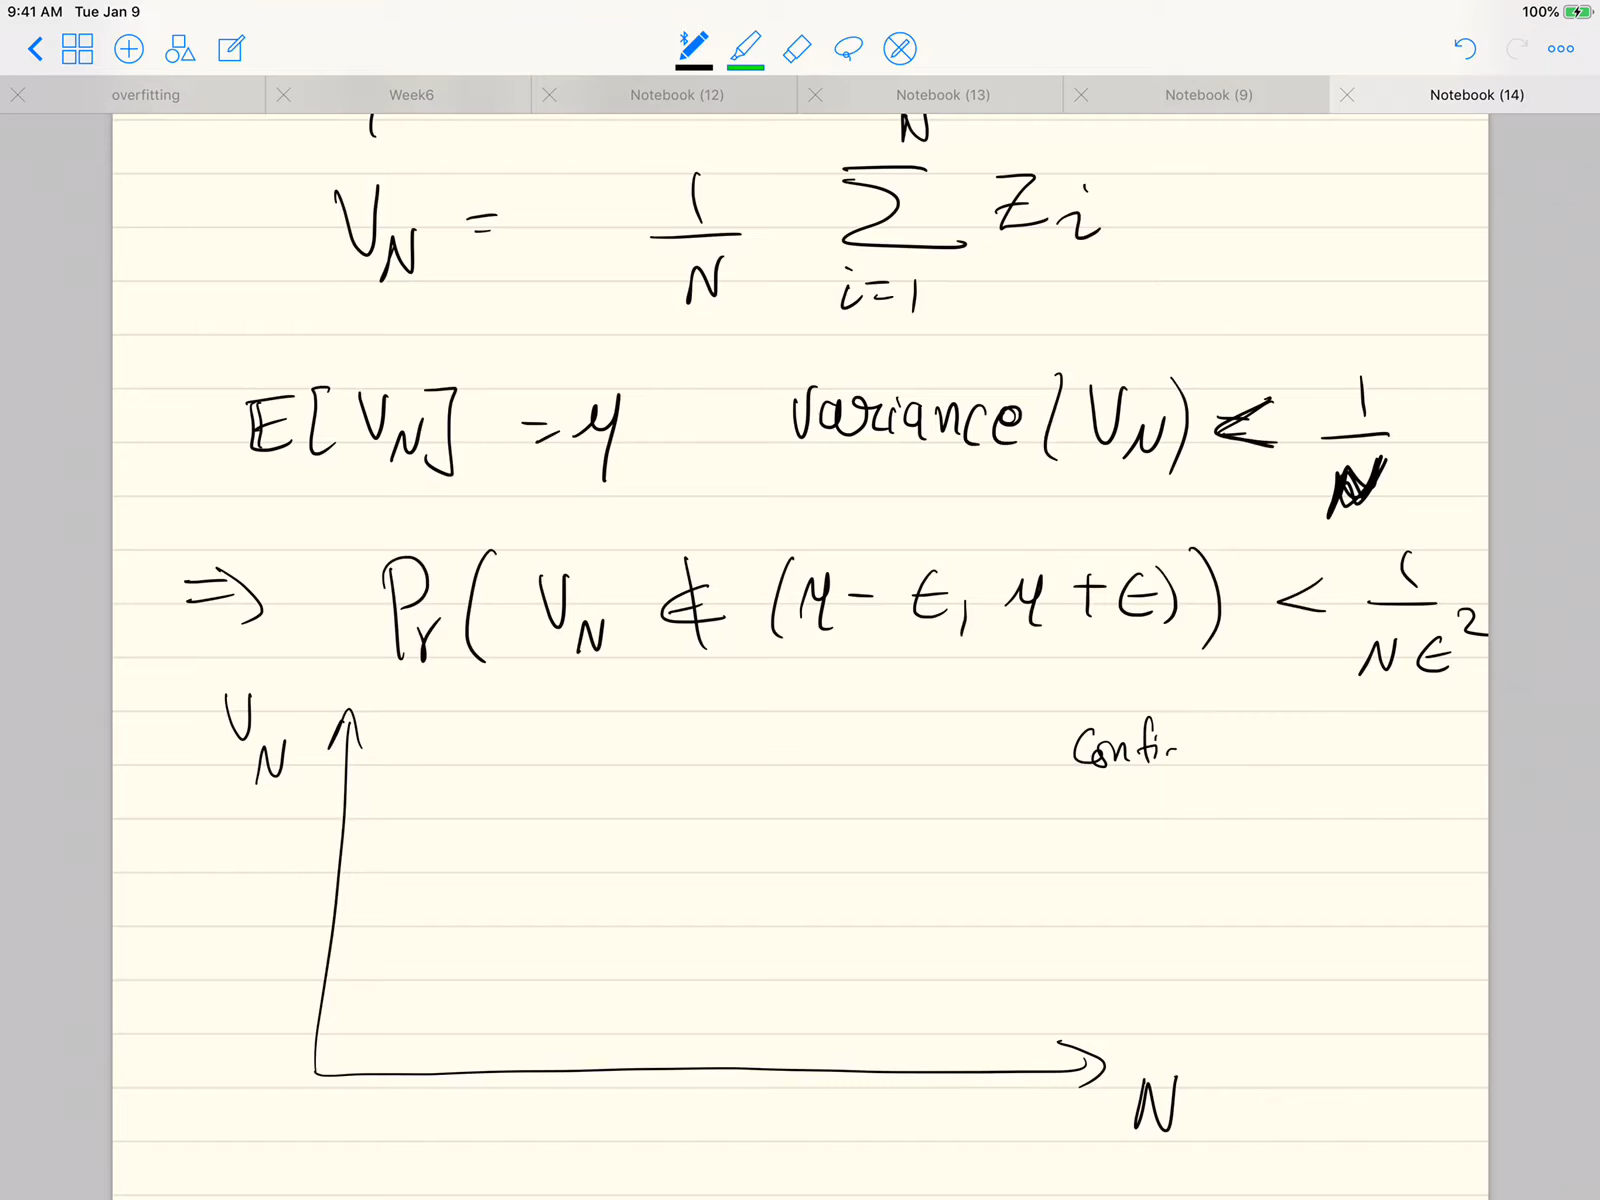 9:41 AM Tue Jan 9 100%
overfitting Week6 Notebook (12) Notebook (13) Notebook (9) Notebook (14)
N
V_N = 1/N Σ Z_i
i=1
E[V_N] = μ variance(V_N) ≤ 1/N
⇒ Pr(V_N ∉ (μ - ϵ, μ + ϵ)) < 1/(N ϵ²)
V_N
Confi
N